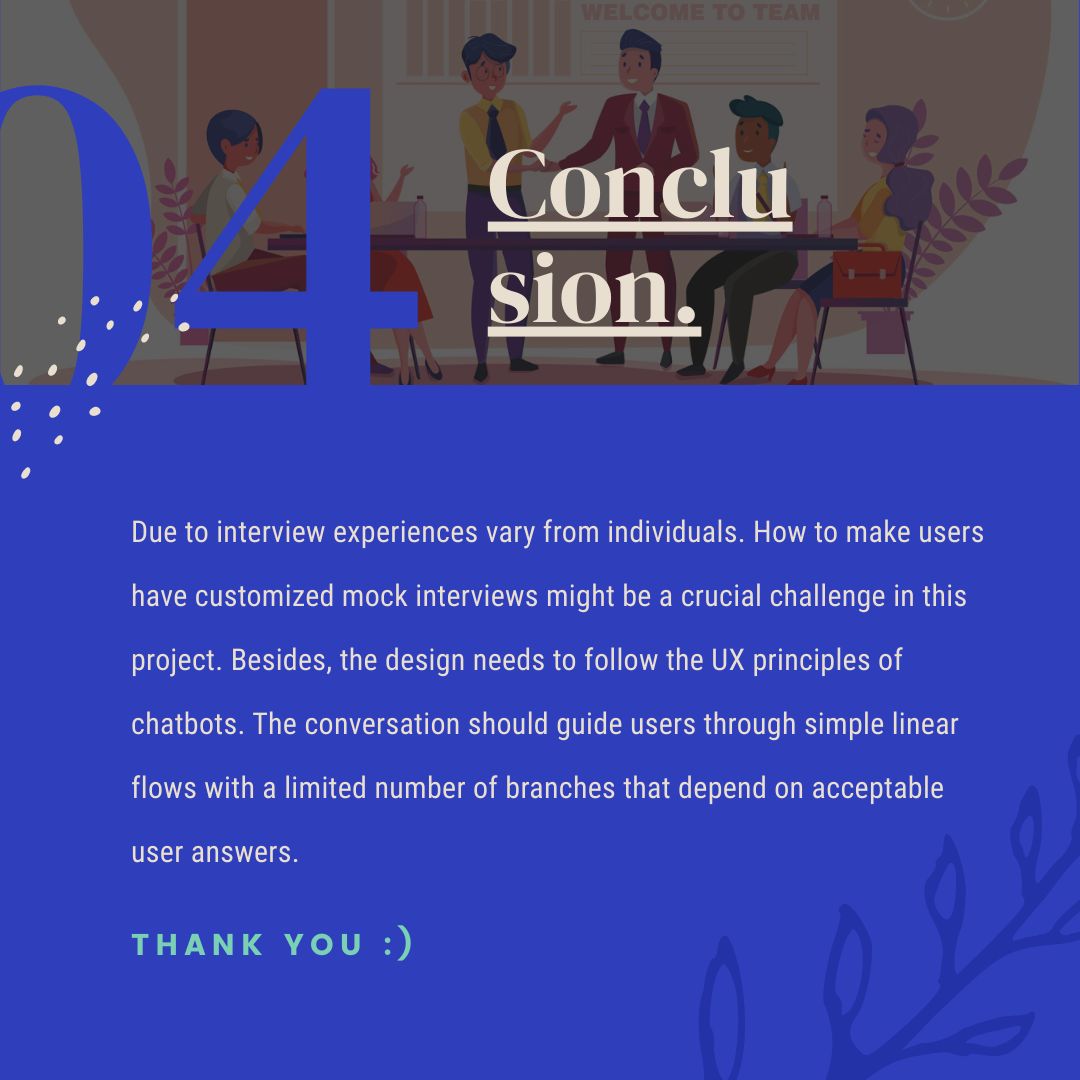 WELCOME TO TEAM
04
Conclu
sion.
Due to interview experiences vary from individuals. How to make users
have customized mock interviews might be a crucial challenge in this
project. Besides, the design needs to follow the UX principles of
chatbots. The conversation should guide users through simple linear
flows with a limited number of branches that depend on acceptable
user answers.
THANK YOU :)